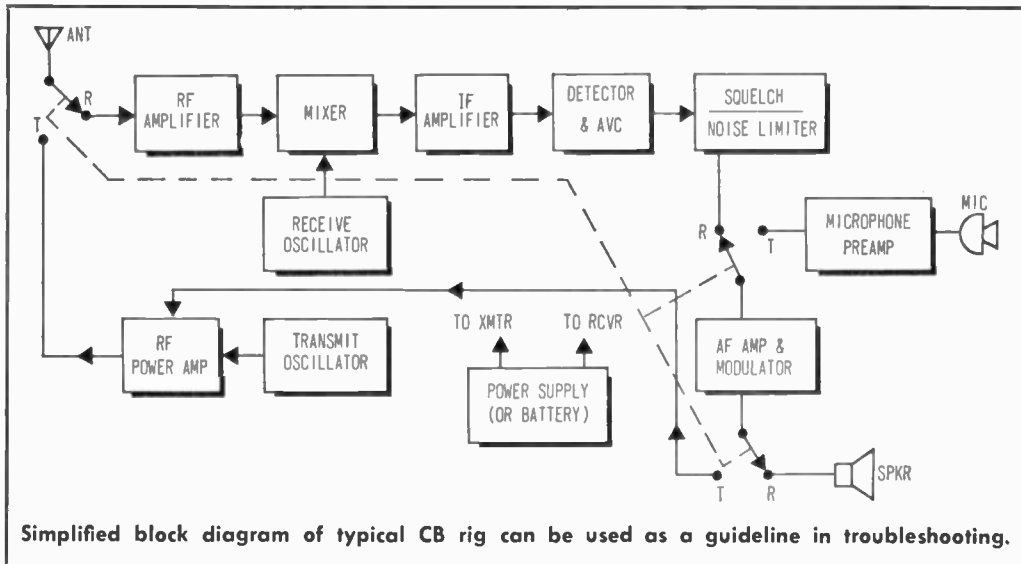 ANT
R
T
RF
AMPLIFIER
MIXER
IF
AMPLIFIER
DETECTOR
& AVC
SQUELCH
NOISE LIMITER
RECEIVE
OSCILLATOR
R
T
MICROPHONE
PREAMP
MIC
RF
POWER AMP
TRANSMIT
OSCILLATOR
TO XMTR
TO RCVR
POWER SUPPLY
(OR BATTERY)
AF AMP &
MODULATOR
T
R
SPKR
Simplified block diagram of typical CB rig can be used as a guideline in troubleshooting.